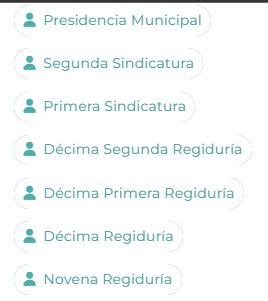 Presidencia Municipal
Segunda Sindicatura
Primera Sindicatura
Décima Segunda Regiduría
Décima Primera Regiduría
Décima Regiduría
Novena Regiduría